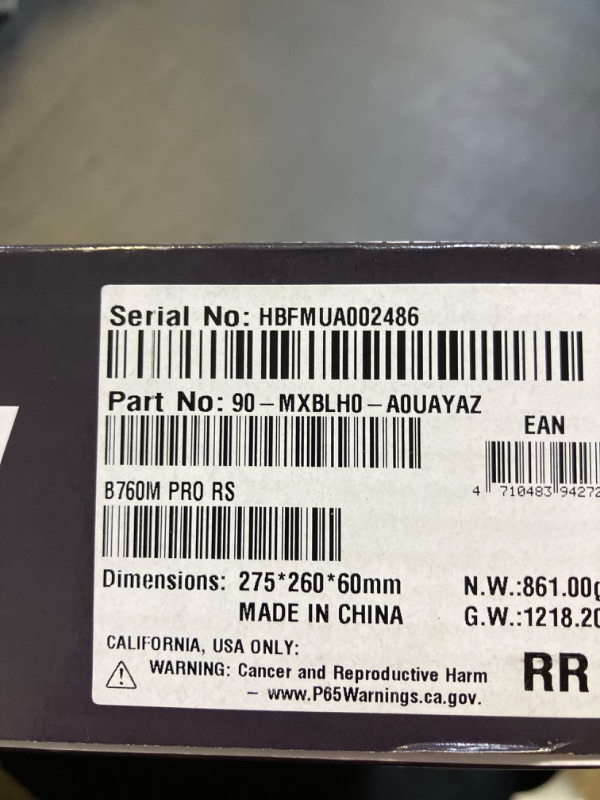 Serial No: HBFMUA002486
Part No: 90-MXBLH0-A0UAYAZ
EAN
B760M PRO RS
4 710483 94272
Dimensions: 275*260*60mm
N.W.:861.00g
MADE IN CHINA
G.W.:1218.20
CALIFORNIA, USA ONLY:
WARNING: Cancer and Reproductive Harm
- www.P65Warnings.ca.gov.
RR